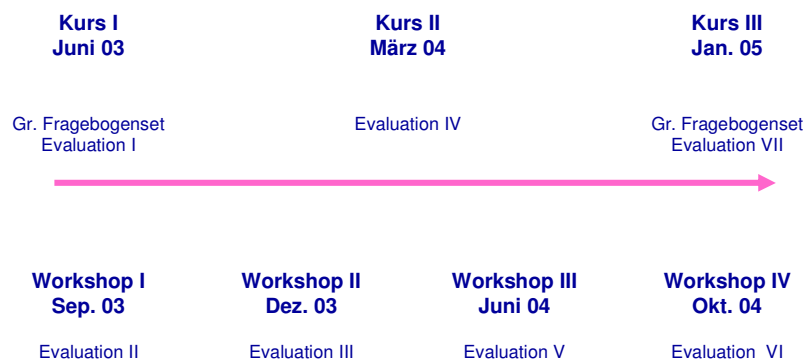 Kurs I
Juni 03
Kurs II
März 04
Kurs III
Jan. 05
Gr. Fragebogenset
Evaluation I
Evaluation IV
Gr. Fragebogenset
Evaluation VII
Workshop I
Sep. 03
Workshop II
Dez. 03
Workshop III
Juni 04
Workshop IV
Okt. 04
Evaluation II
Evaluation III
Evaluation V
Evaluation VI